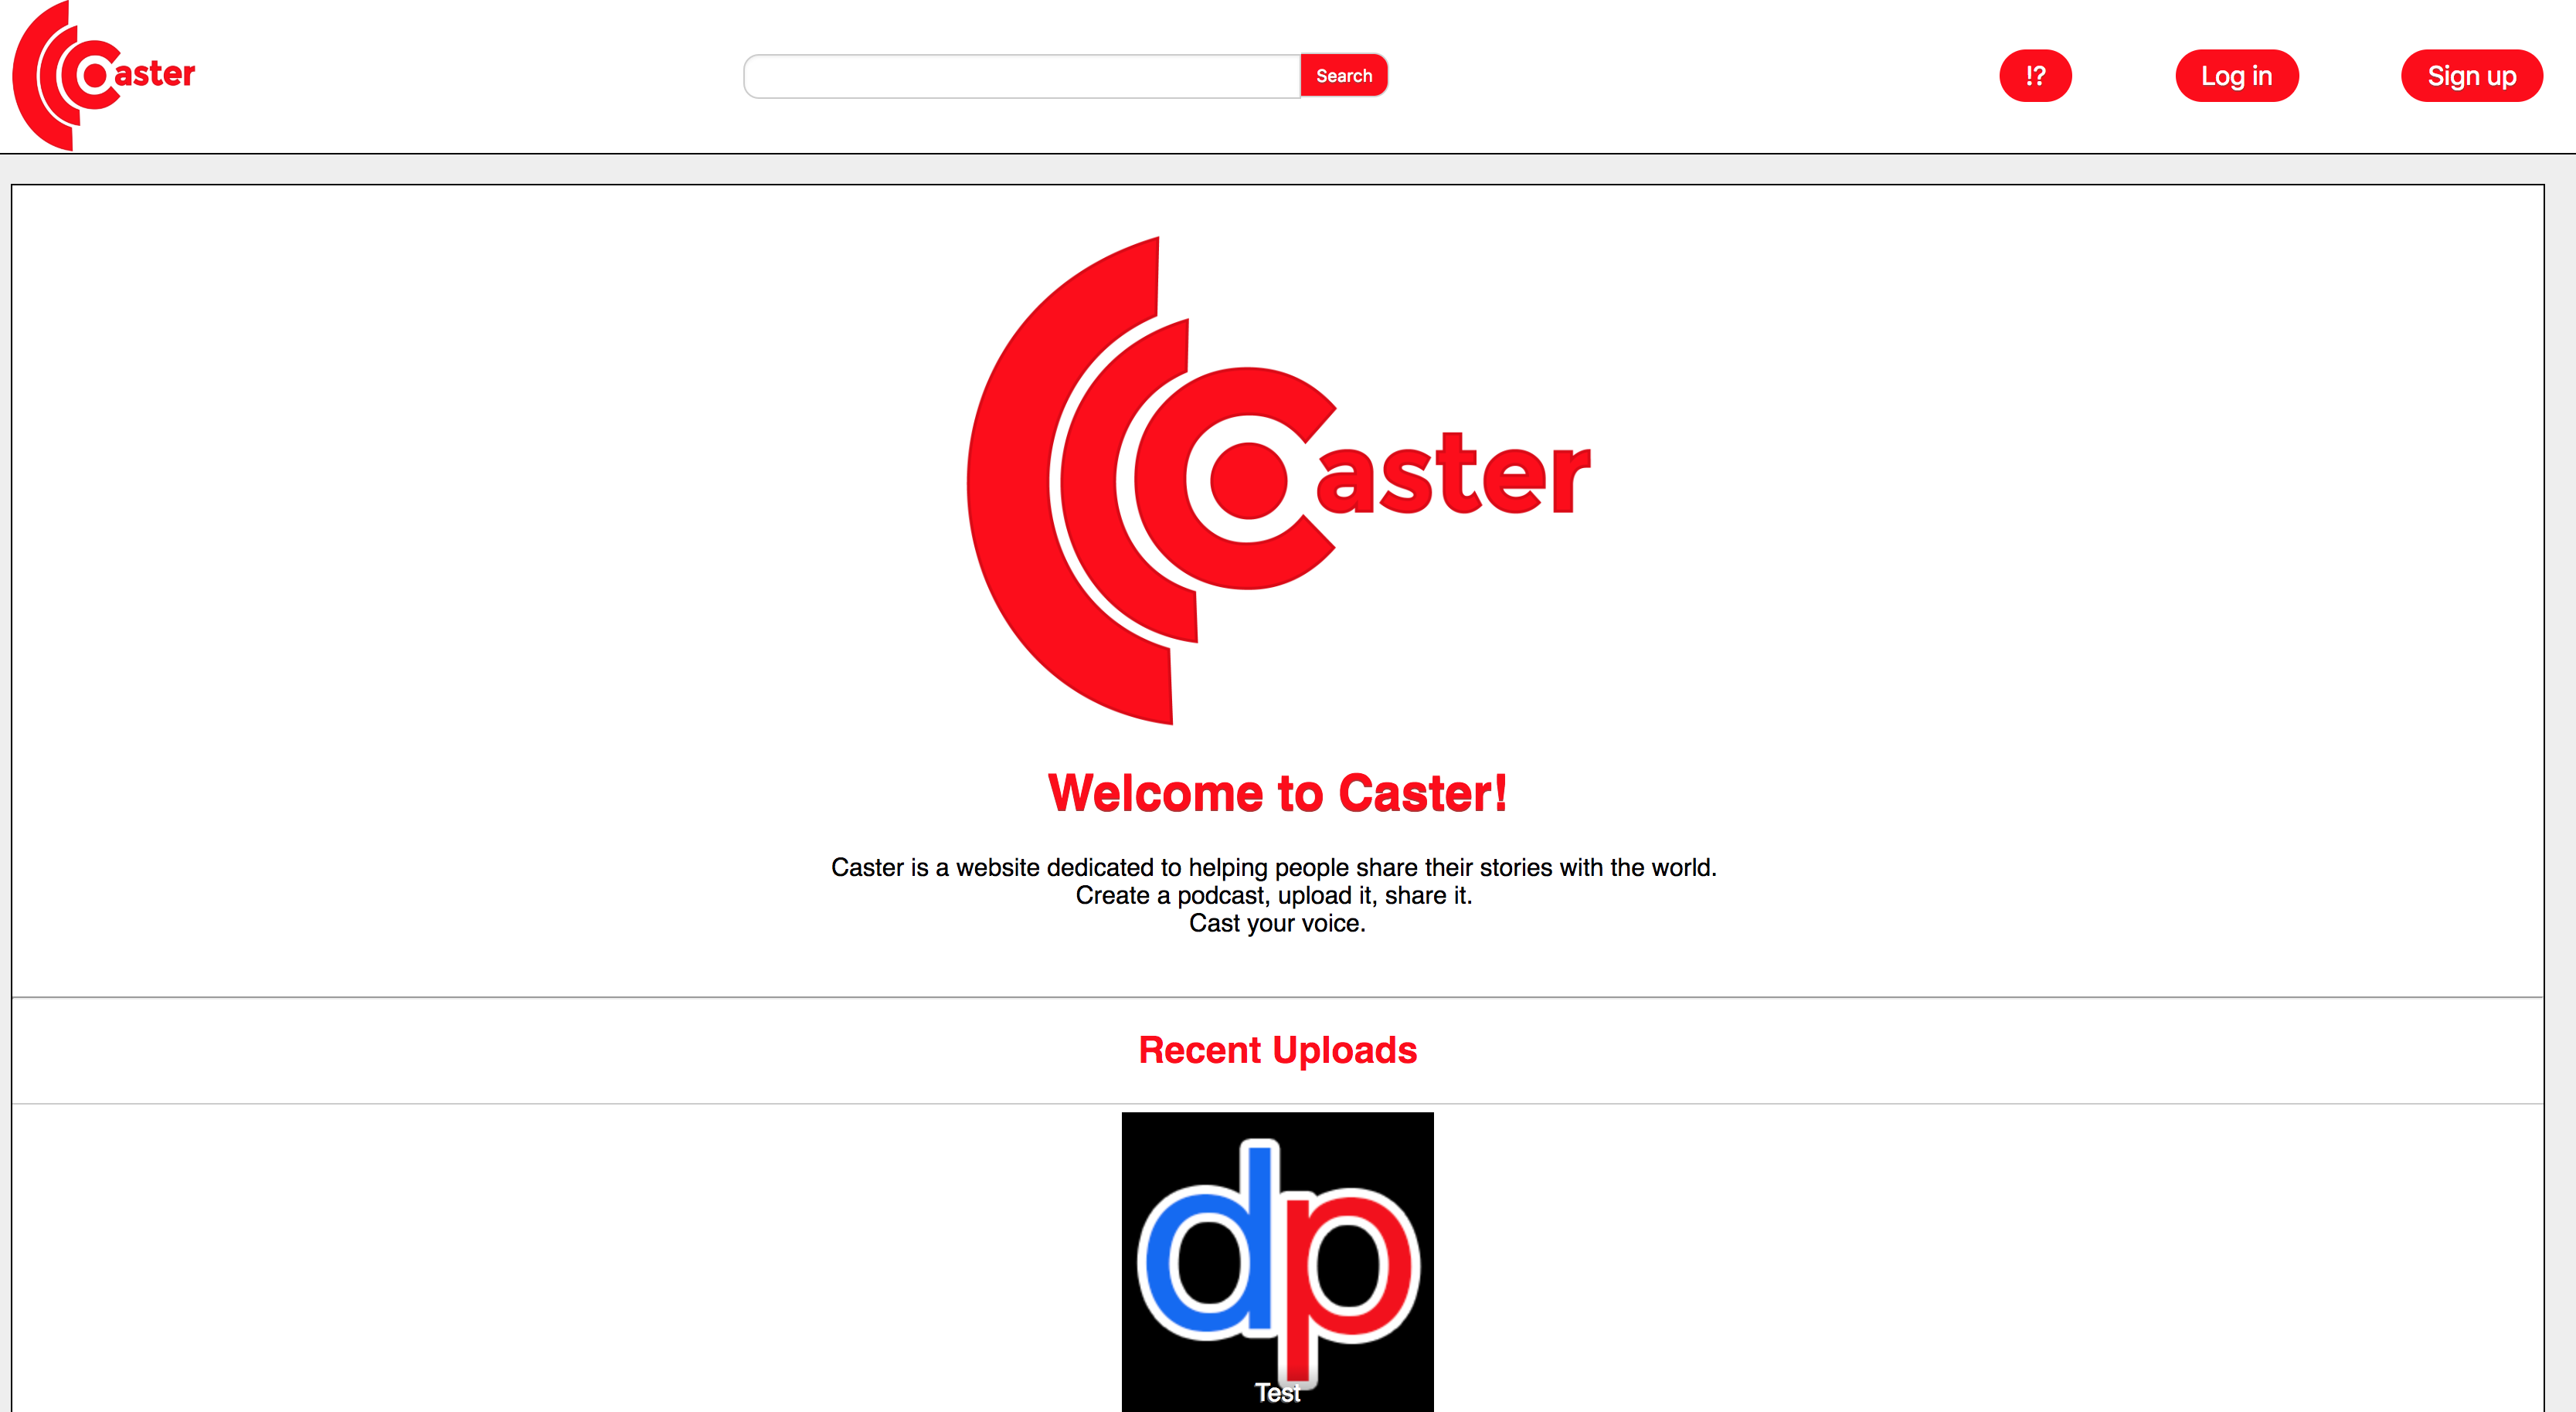 Caster
Search
!?
Log in
Sign up
Caster
Welcome to Caster!
Caster is a website dedicated to helping people share their stories with the world.
Create a podcast, upload it, share it.
Cast your voice.
Recent Uploads
dp
Test